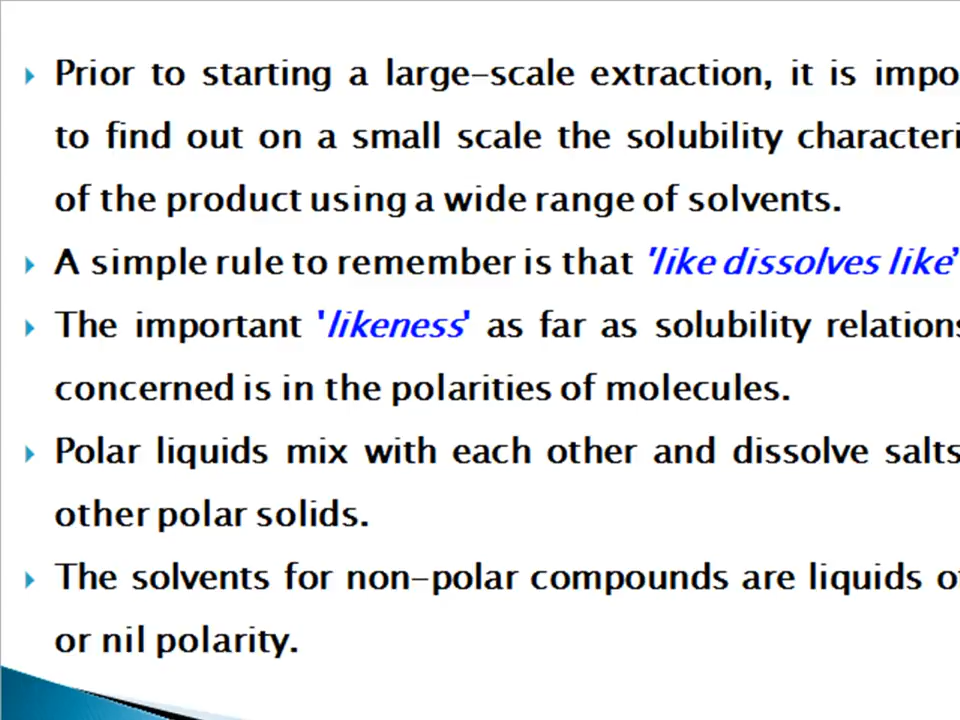 Prior to starting a large-scale extraction, it is impo
to find out on a small scale the solubility characteri
of the product using a wide range of solvents.
A simple rule to remember is that 'like dissolves like'
The important 'likeness' as far as solubility relations
concerned is in the polarities of molecules.
Polar liquids mix with each other and dissolve salts
other polar solids.
The solvents for non-polar compounds are liquids of
or nil polarity.